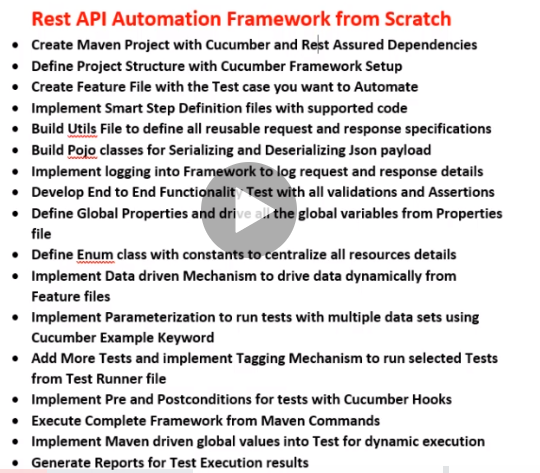 Rest API Automation Framework from Scratch
• Create Maven Project with Cucumber and Rest Assured Dependencies
• Define Project Structure with Cucumber Framework Setup
• Create Feature File with the Test case you want to Automate
• Implement Smart Step Definition files with supported code
• Build Utils File to define all reusable request and response specifications
• Build Pojo classes for Serializing and Deserializing Json payload
• Implement logging into Framework to log request and response details
• Develop End to End Functionality Test with all validations and Assertions
• Define Global Properties and drive all the global variables from Properties
file
• Define Enum class with constants to centralize all resources details
• Implement Data driven Mechanism to drive data dynamically from
Feature files
• Implement Parameterization to run tests with multiple data sets using
Cucumber Example Keyword
• Add More Tests and implement Tagging Mechanism to run selected Tests
from Test Runner file
• Implement Pre and Postconditions for tests with Cucumber Hooks
• Execute Complete Framework from Maven Commands
• Implement Maven driven global values into Test for dynamic execution
• Generate Reports for Test Execution results